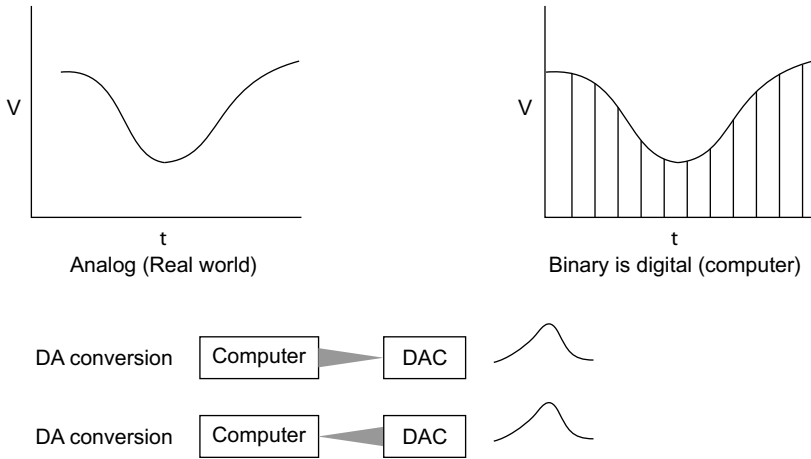 V
t
Analog (Real world)
V
t
Binary is digital (computer)
DA conversion Computer DAC
DA conversion Computer DAC